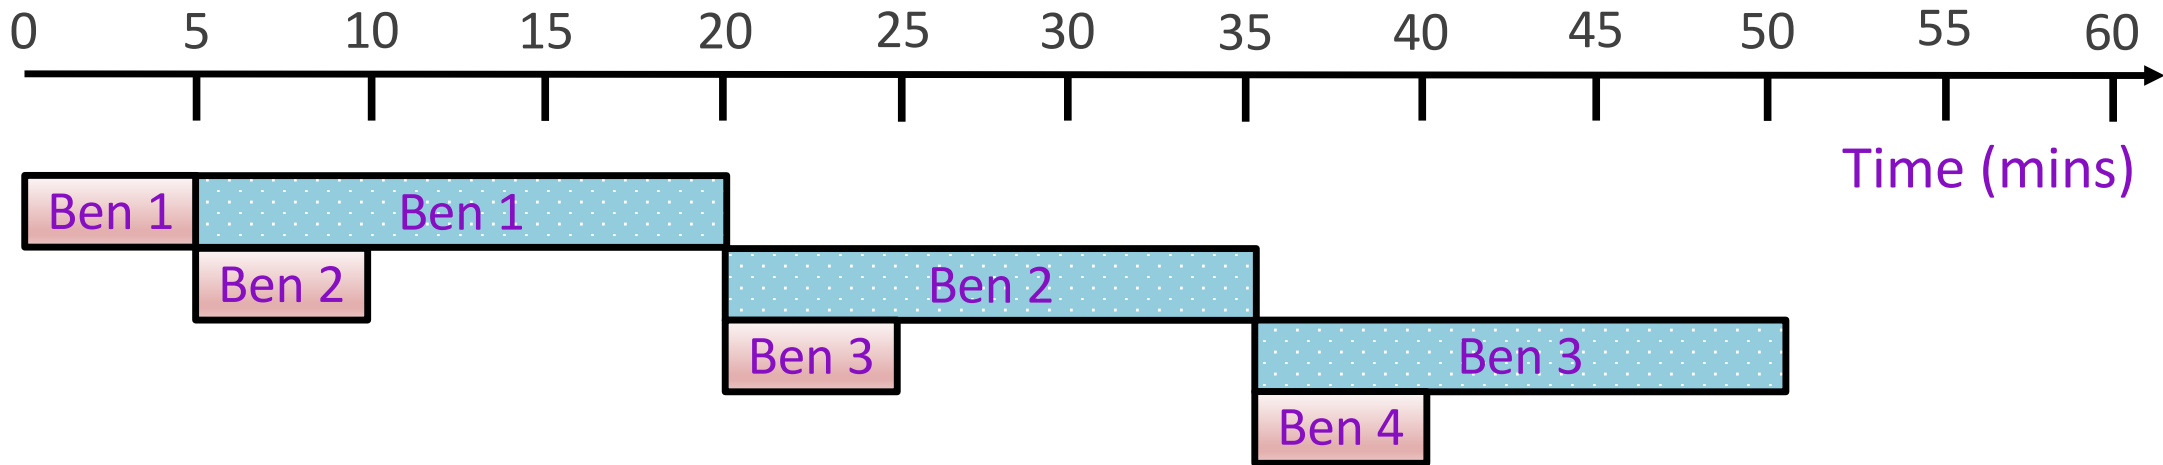 0 5 10 15 20 25 30 35 40 45 50 55 60
Time (mins)
Ben 1 Ben 1
Ben 2 Ben 2
Ben 3 Ben 3
Ben 4